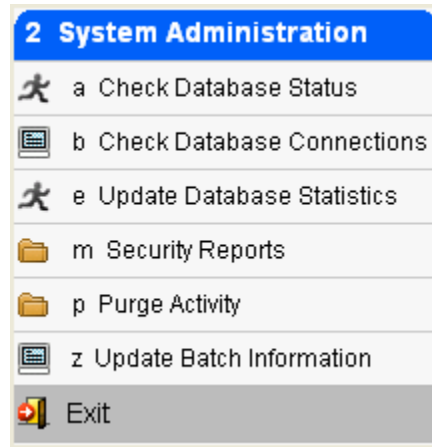 2 System Administration
a Check Database Status
b Check Database Connections
e Update Database Statistics
m Security Reports
p Purge Activity
z Update Batch Information
Exit